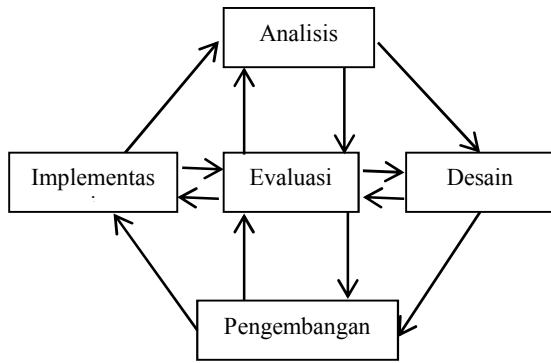 Analisis
Implementas
Evaluasi
Desain
Pengembangan